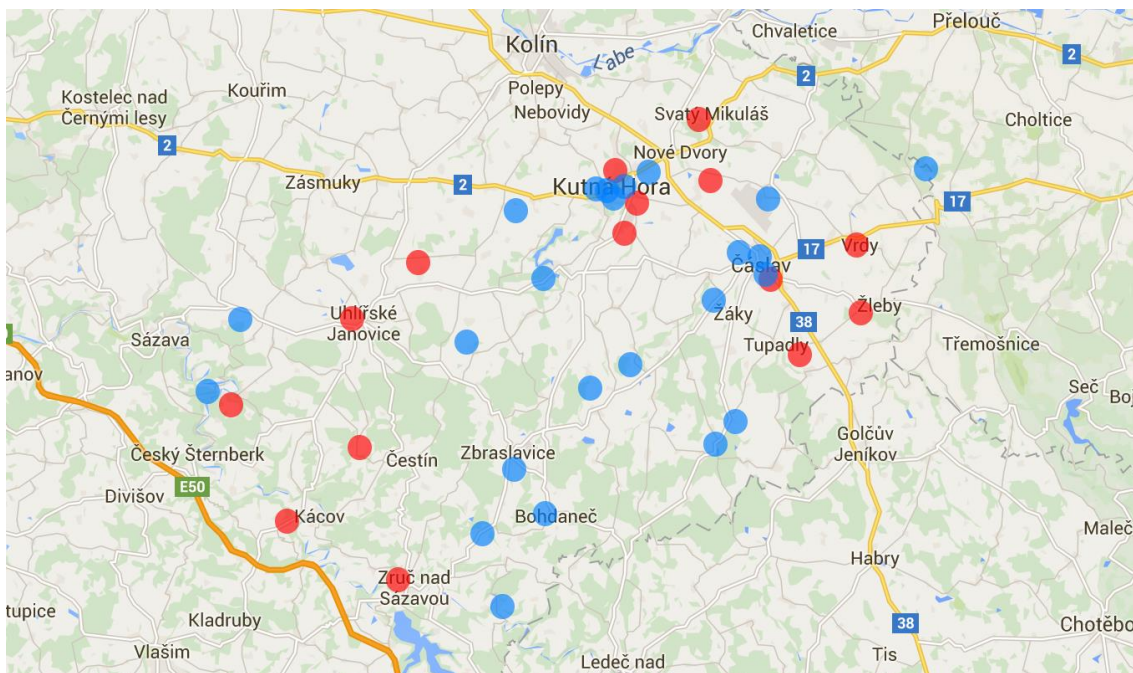 Přelouč
Chvaletice
Kolín
Labe
2
2
Kouřim
Polepy
Kostelec nad
Černými lesy
Nebovidy
Svatý Mikuláš
Choltice
2
Nové Dvory
Zásmuky
2
Kutná Hora
17
Vrdy
17
Čáslav
Uhlířské
Janovice
Žáky
Žleby
38
Sázava
Tupadly
Třemošnice
anov
Seč
Bo
Golčův
Jeníkov
Český Šternberk
Čestín
Zbraslavice
E50
Divišov
Kácov
Bohdaneč
Maleč
Habry
Zruč nad
Sázavou
tupice
Kladruby
38
Chotěbo
Vlašim
Ledeč nad
Tis